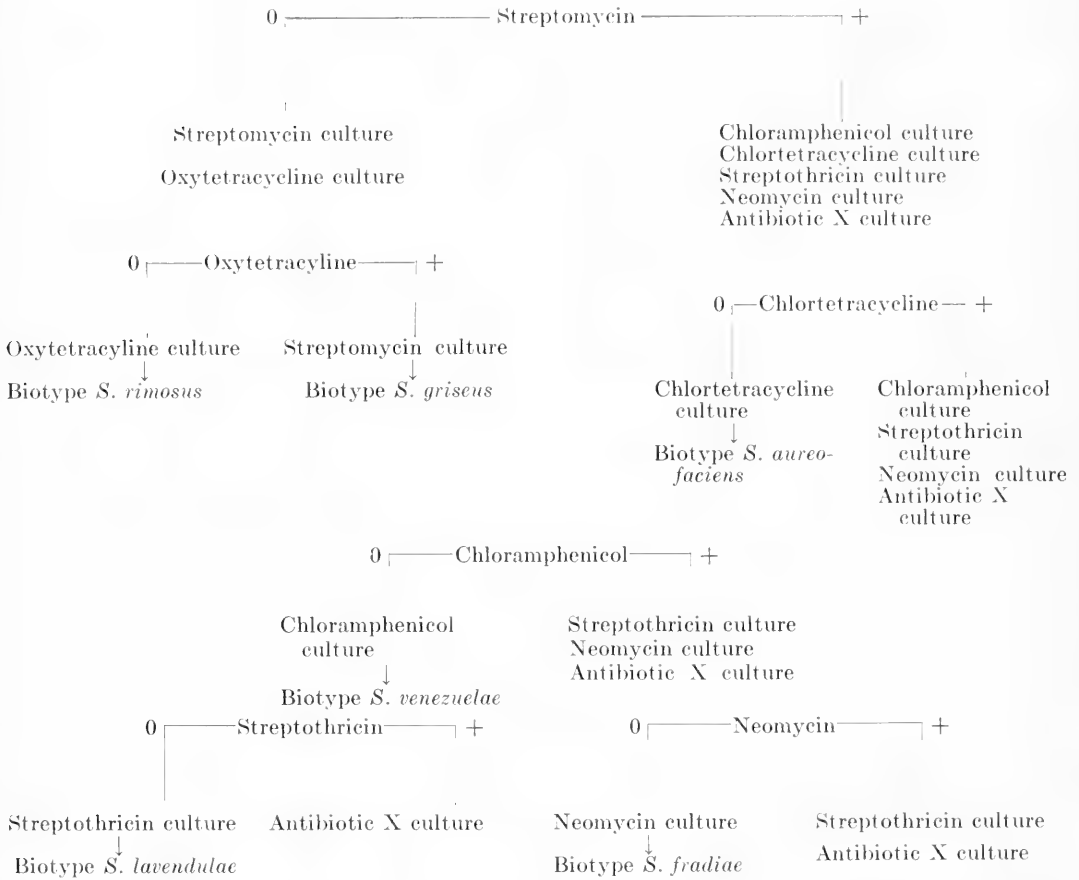 0 Streptomycin +
Streptomycin culture
Oxytetracycline culture
Chloramphenicol culture
Chlortetracycline culture
Streptothricin culture
Neomycin culture
Antibiotic X culture
0 Oxytetracyline +
Oxytetracyline culture
↓
Biotype S. rimosus
Streptomycin culture
↓
Biotype S. griseus
0 Chlortetracycline +
Chlortetracycline
culture
↓
Biotype S. aureo-
faciens
Chloramphenicol
culture
Streptothricin
culture
Neomycin culture
Antibiotic X
culture
0 Chloramphenicol +
Chloramphenicol
culture
↓
Biotype S. venezuelae
Streptothricin culture
Neomycin culture
Antibiotic X culture
0 Streptothricin +
Streptothricin culture
↓
Biotype S. lavendulae
Antibiotic X culture
0 Neomycin +
Neomycin culture
↓
Biotype S. fradiae
Streptothricin culture
Antibiotic X culture